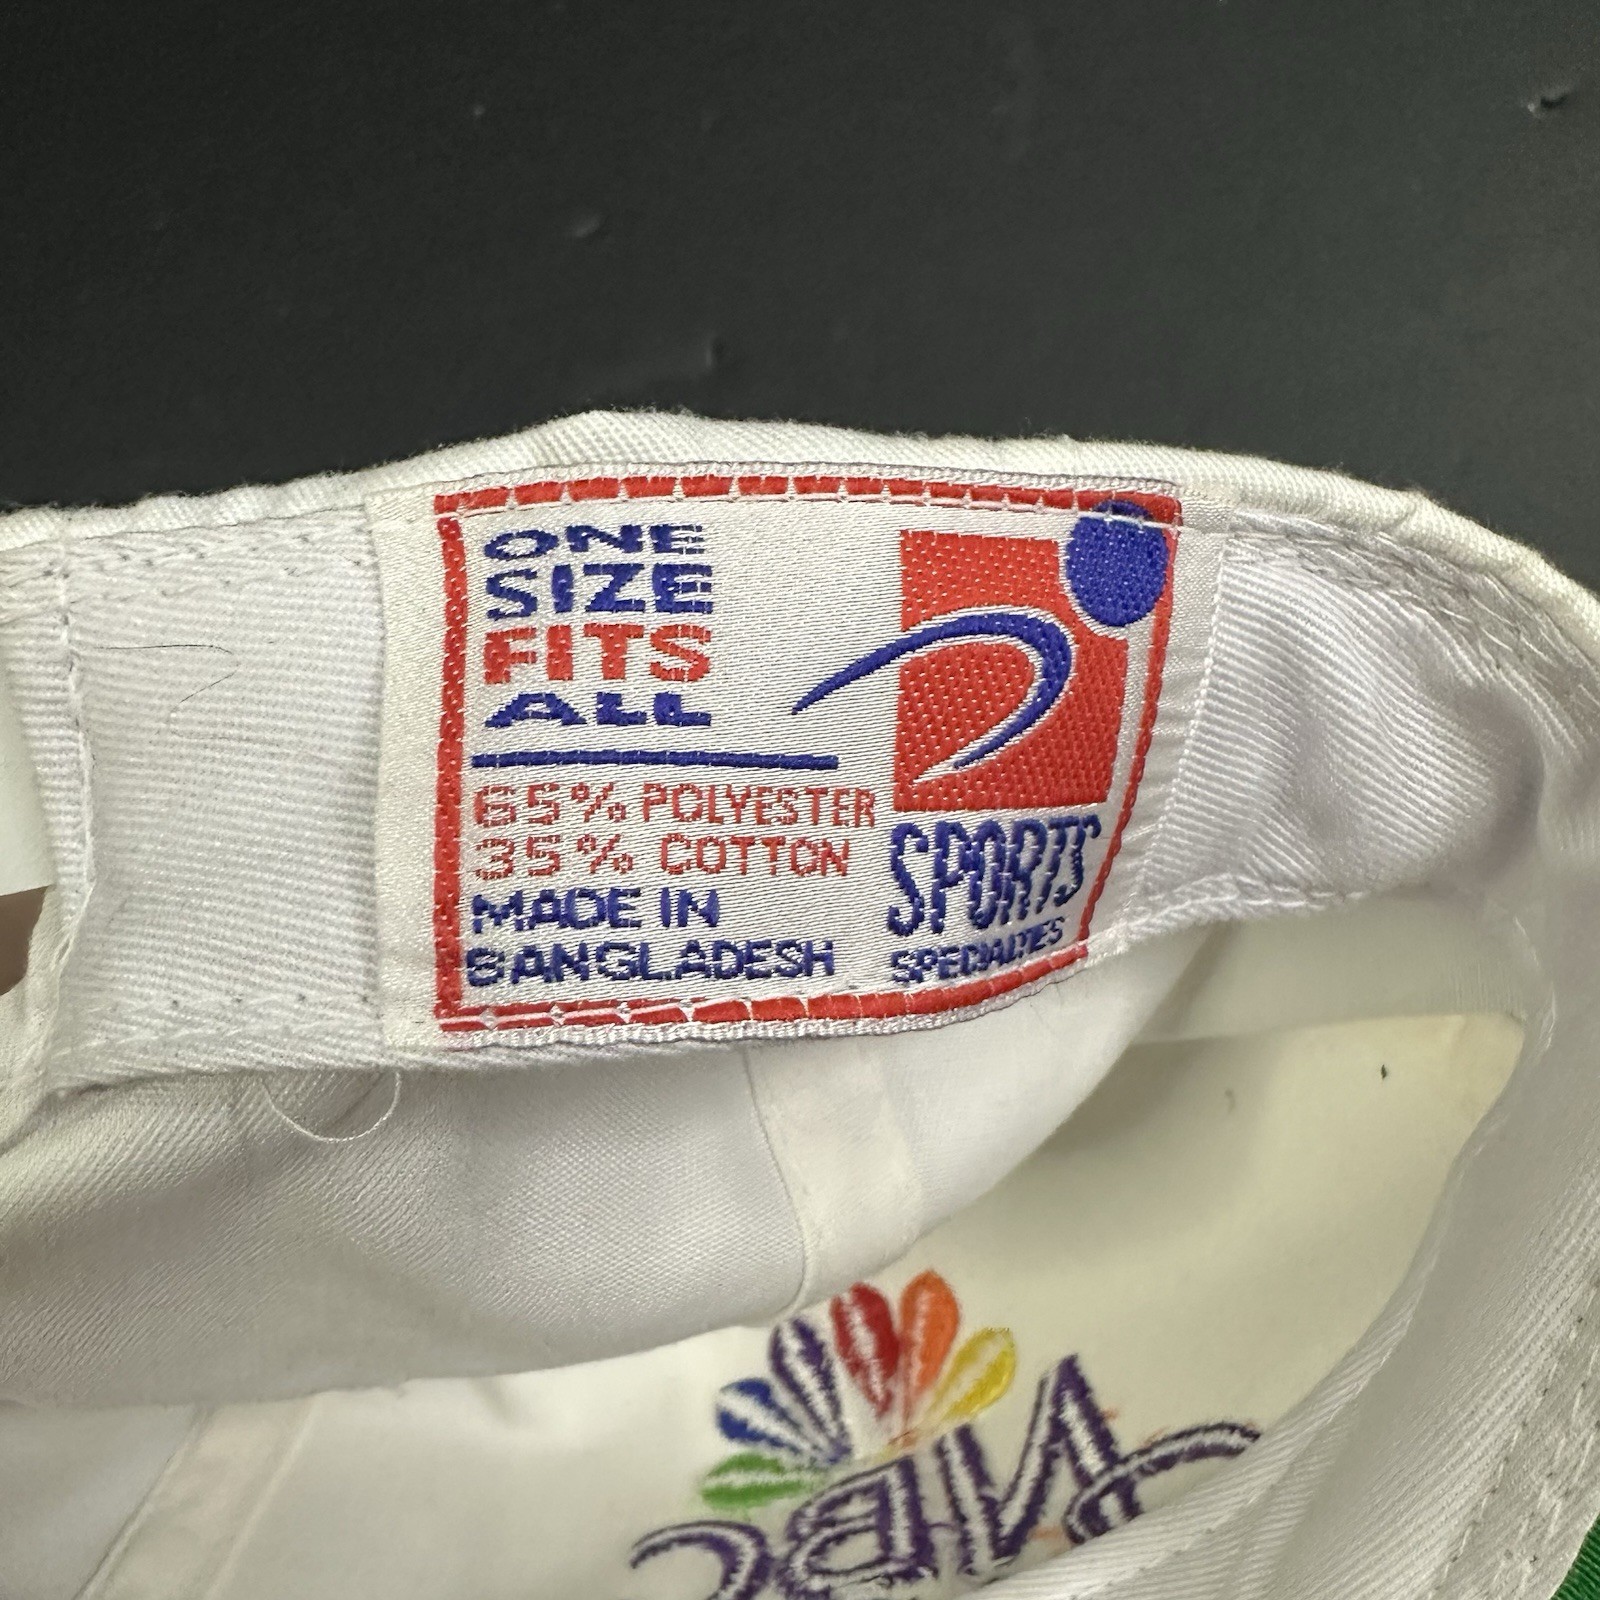 ONE
SIZE
FITS
ALL
65% POLYESTER
35% COTTON
MADE IN
BANGLADESH
SPORTS
SPECIALTIES
NBC